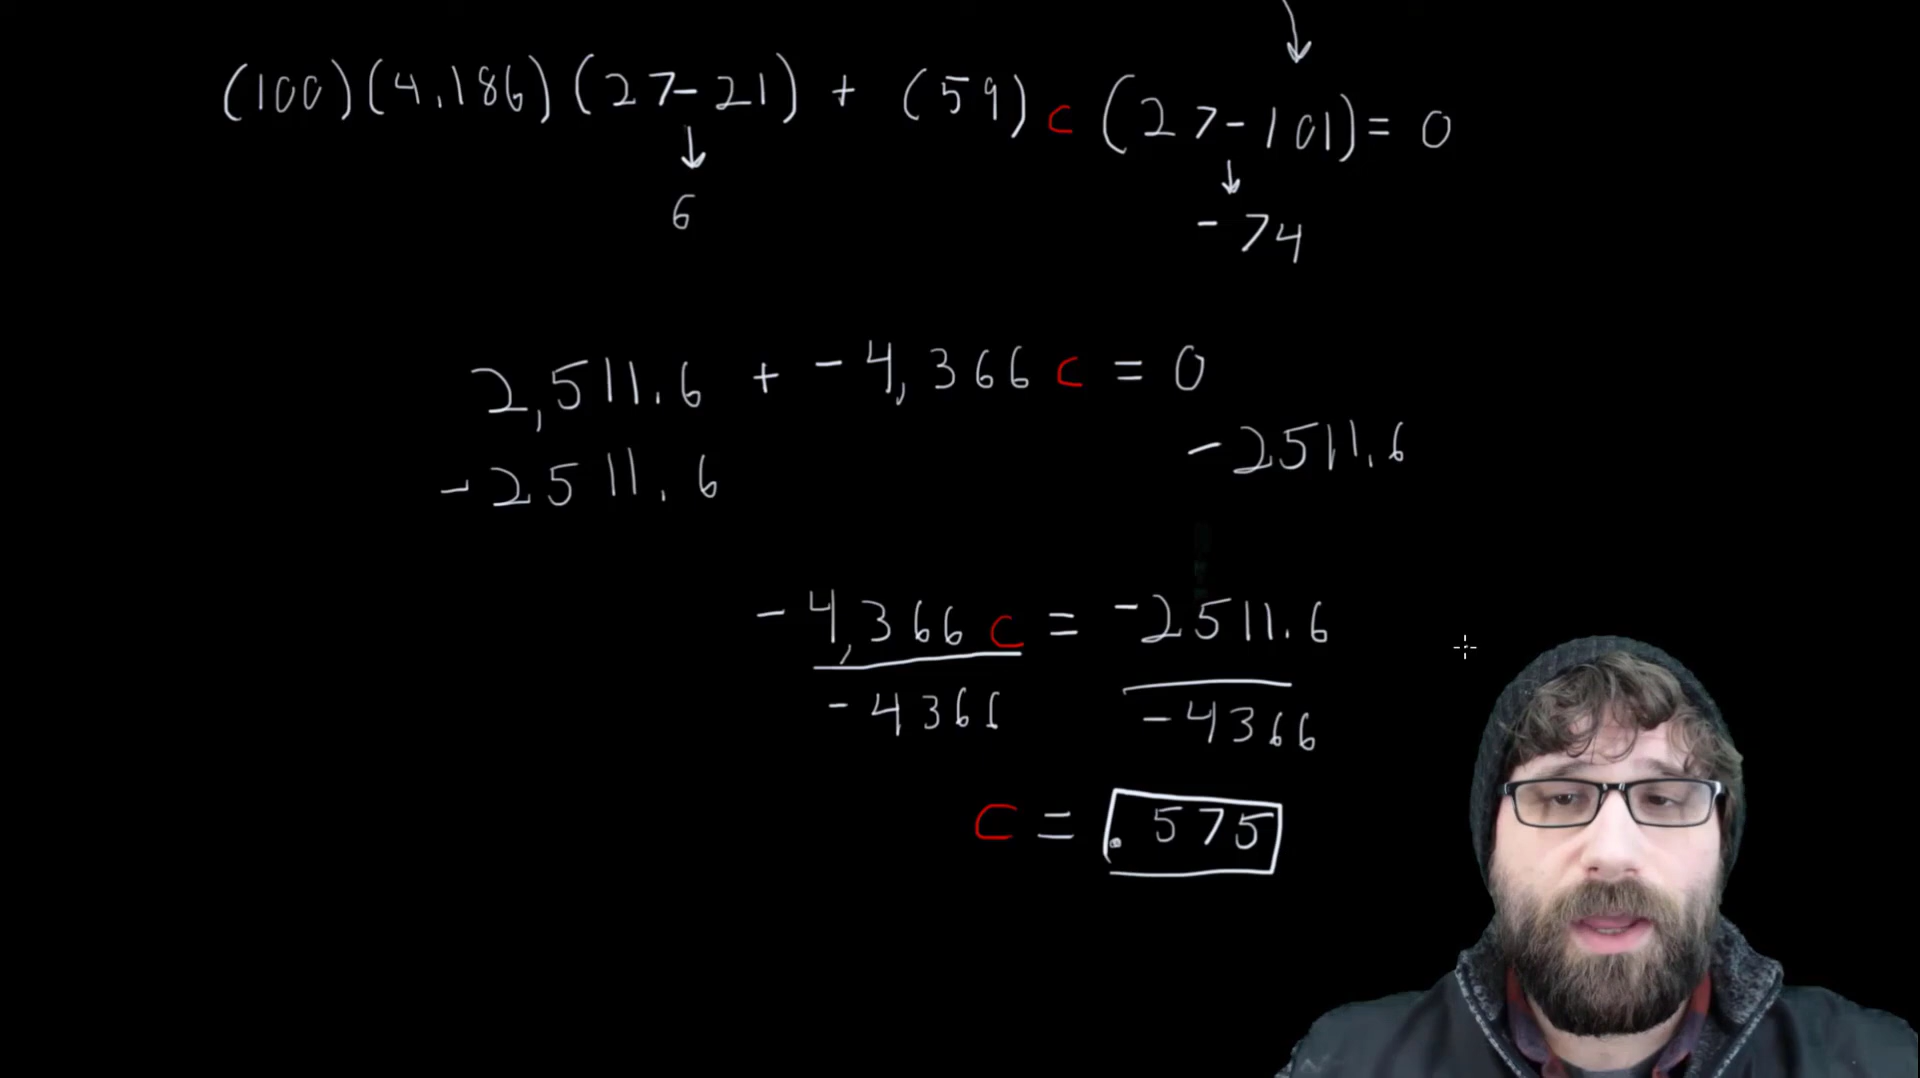 (100)(4.186)(27-21) + (59) c (27-101) = 0
6
- 74
2,511.6 + - 4,366 c = 0
- 2511.6
- 2511.6
- 4,366 c = -2511.6
- 4366
- 4366
c = .575